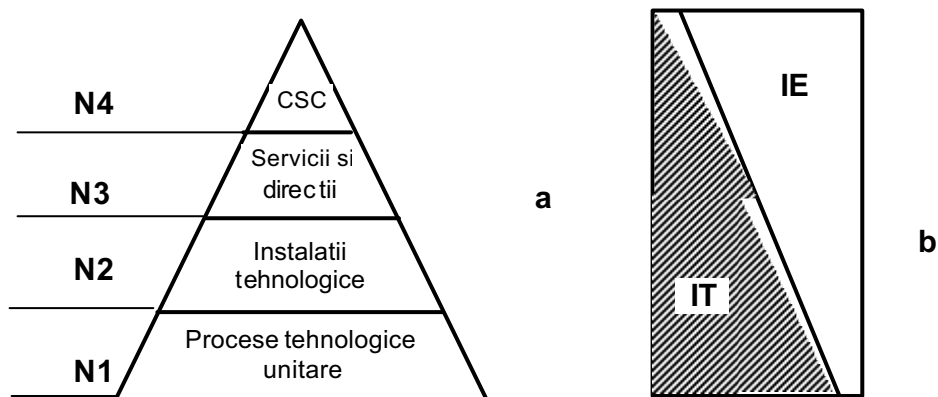 N4
CSC
N3
Servicii si
directii
N2
Instalatii
tehnologice
N1
Procese tehnologice
unitare
a
IE
IT
b